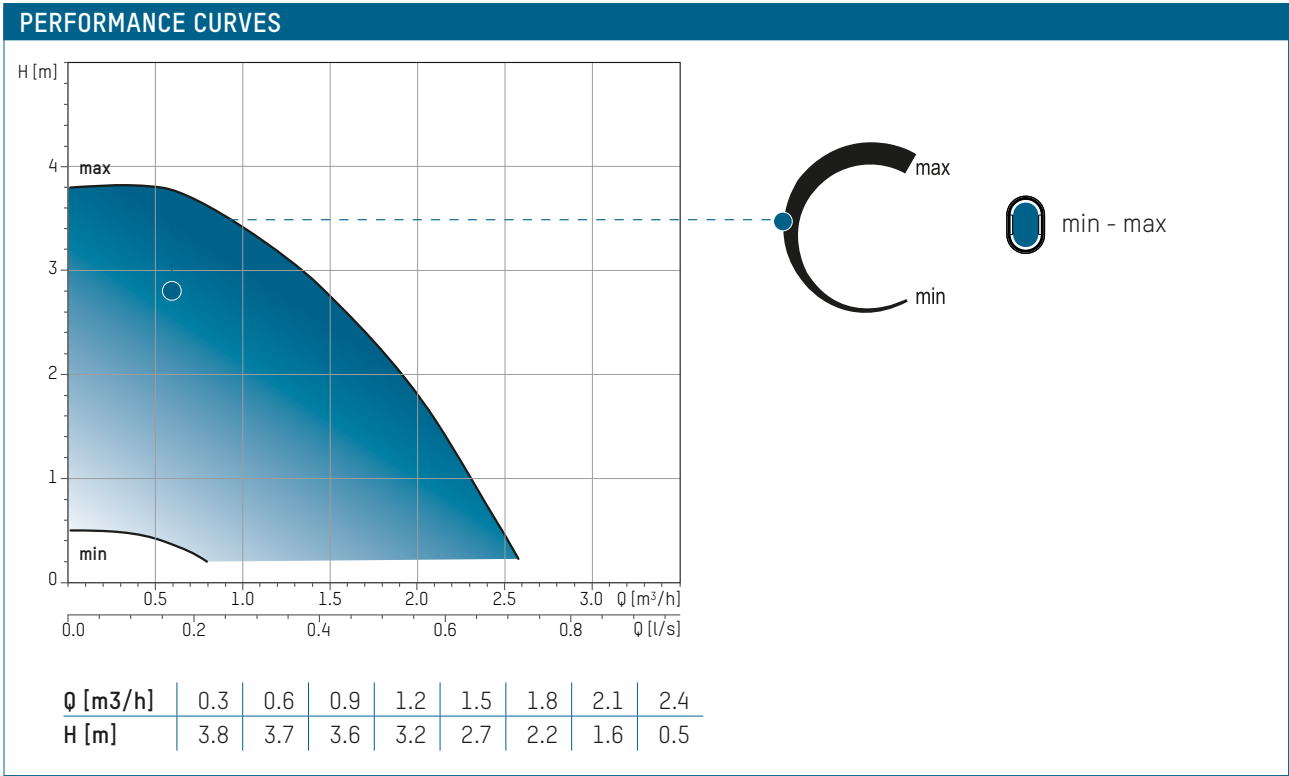 PERFORMANCE CURVES
H [m]
4
max
3
2
1
min
0
0.5 1.0 1.5 2.0 2.5 3.0 Q [m³/h]
0.0 0.2 0.4 0.6 0.8 Q [l/s]
max
min
min - max
Q [m3/h] 0.3 0.6 0.9 1.2 1.5 1.8 2.1 2.4
H [m] 3.8 3.7 3.6 3.2 2.7 2.2 1.6 0.5